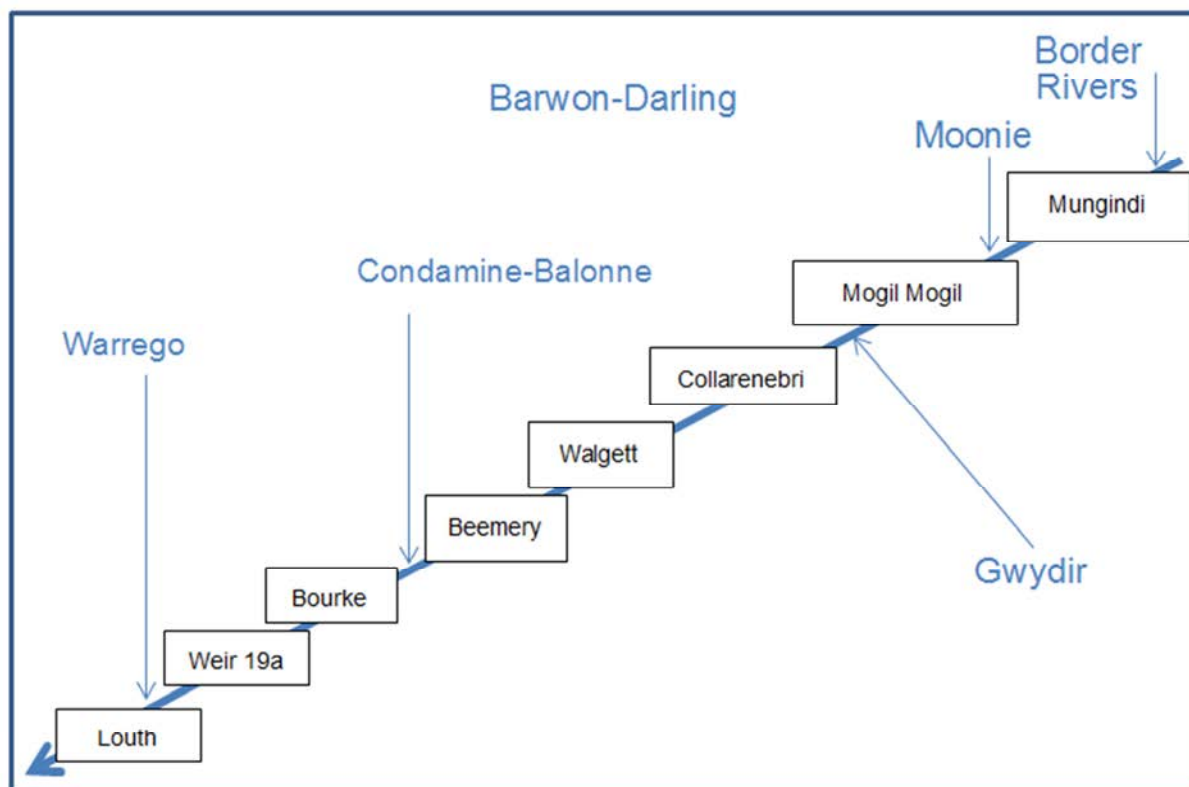 Border
Rivers
Barwon-Darling
Moonie
Mungindi
Condamine-Balonne
Mogil Mogil
Warrego
Collarenebri
Walgett
Beemery
Gwydir
Bourke
Weir 19a
Louth